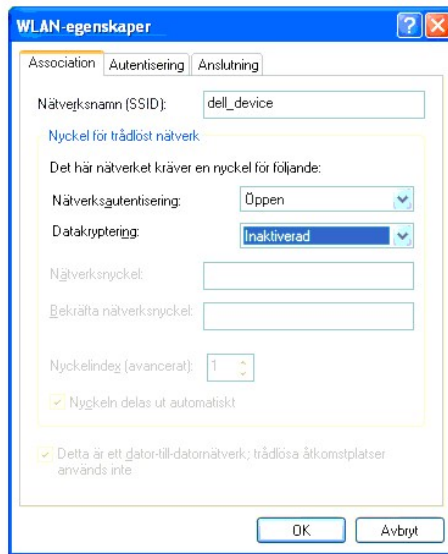 WLAN-egenskaper
Association Autentisering Anslutning
Nätverksnamn (SSID): dell_device
Nyckel för trådlöst nätverk
Det här nätverket kräver en nyckel för följande:
Nätverksautentisering: Öppen
Datakryptering: Inaktiverad
Nätverksnyckel:
Bekräfta nätverksnyckel:
Nyckelindex (avancerat): 1
Nyckeln delas ut automatiskt
Detta är ett dator-till-datornätverk; trådlösa åtkomstplatser
används inte
OK Avbryt